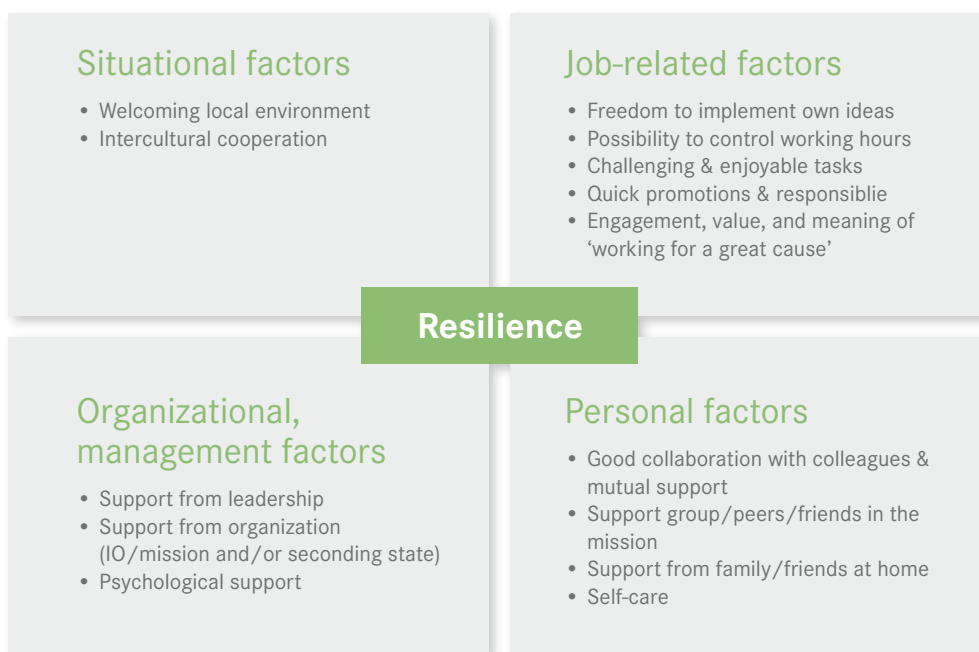 Situational factors
• Welcoming local environment
• Intercultural cooperation
Job-related factors
• Freedom to implement own ideas
• Possibility to control working hours
• Challenging & enjoyable tasks
• Quick promotions & responsiblie
• Engagement, value, and meaning of
‘working for a great cause’
Resilience
Organizational,
management factors
• Support from leadership
• Support from organization
(IO/mission and/or seconding state)
• Psychological support
Personal factors
• Good collaboration with colleagues &
mutual support
• Support group/peers/friends in the
mission
• Support from family/friends at home
• Self-care